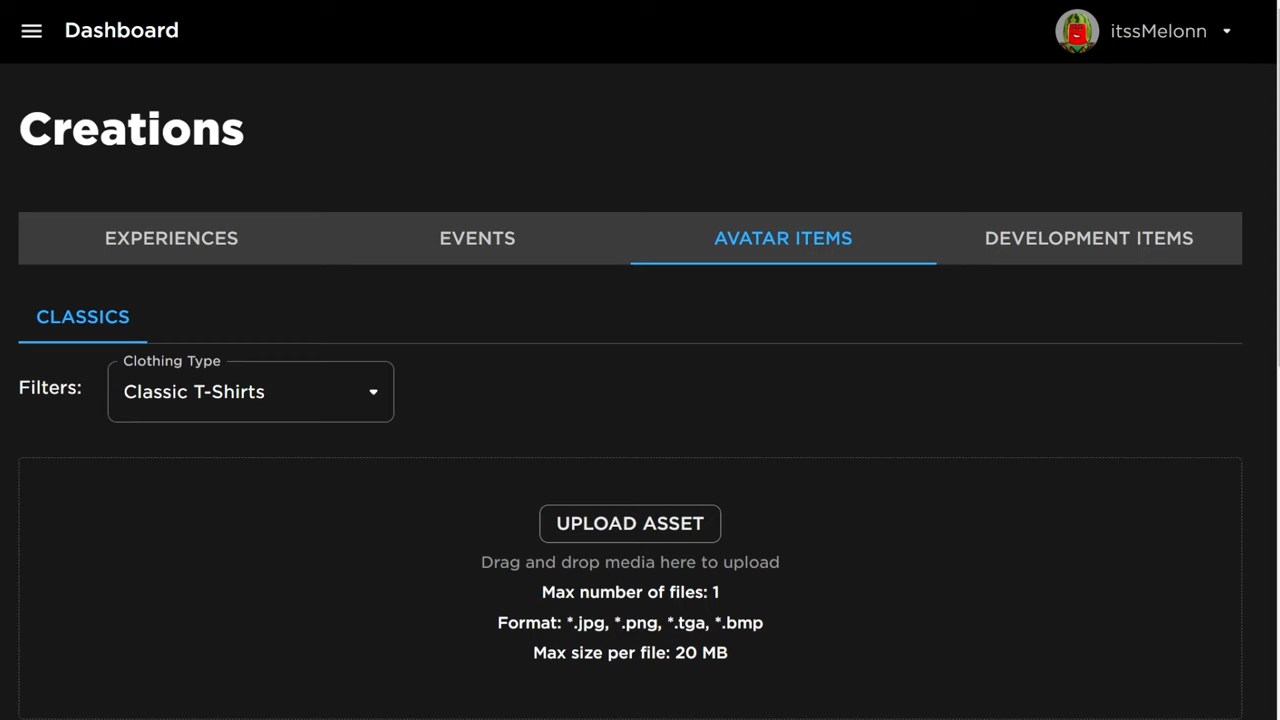 Dashboard
itssMelonn
Creations
EXPERIENCES
EVENTS
AVATAR ITEMS
DEVELOPMENT ITEMS
CLASSICS
Filters:
Clothing Type
Classic T-Shirts
UPLOAD ASSET
Drag and drop media here to upload
Max number of files: 1
Format: *.jpg, *.png, *.tga, *.bmp
Max size per file: 20 MB